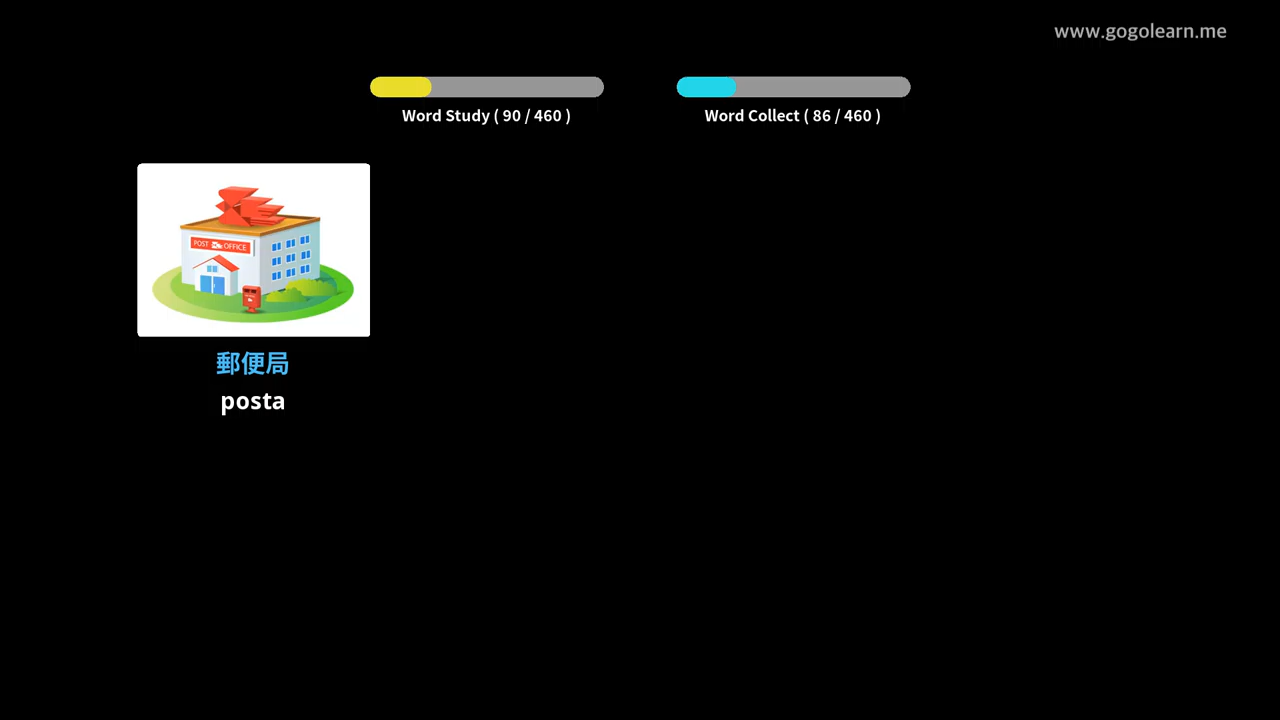 www.gogolearn.me
Word Study ( 90 / 460 )
Word Collect ( 86 / 460 )
POST OFFICE
郵便局
posta